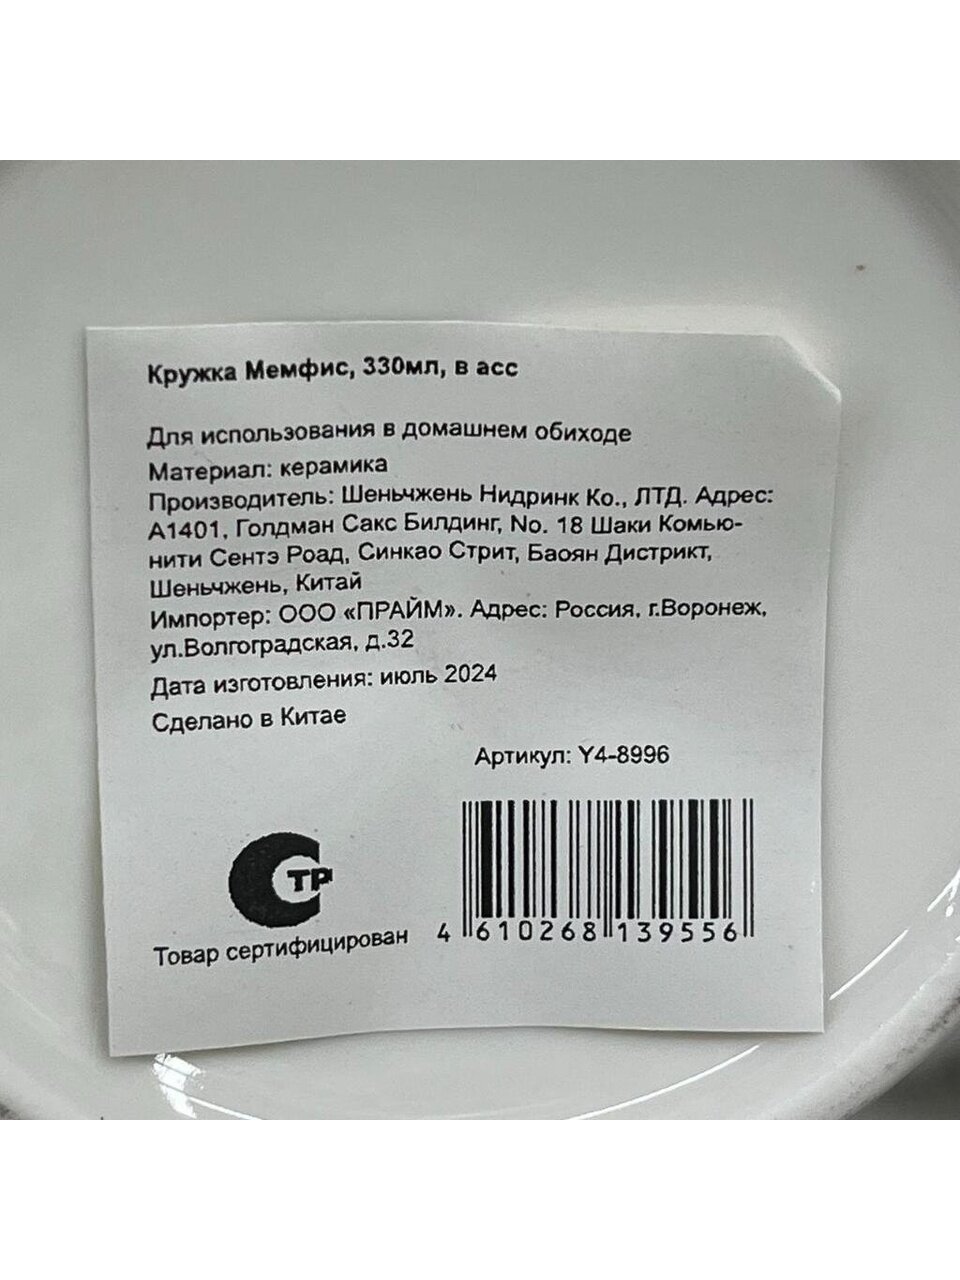 Кружка Мемфис, 330мл, в асс
Для использования в домашнем обиходе
Материал: керамика
Производитель: Шеньчжень Нидринк Ко., ЛТД. Адрес:
А1401, Голдман Сакс Билдинг, No. 18 Шаки Комью-
нити Сентэ Роад, Синкао Стрит, Баоян Дистрикт,
Шеньчжень, Китай
Импортер: ООО «ПРАЙМ». Адрес: Россия, г.Воронеж,
ул.Волгоградская, д.32
Дата изготовления: июль 2024
Сделано в Китае
Артикул: Y4-8996
СТР
Товар сертифицирован
4 610268 139556